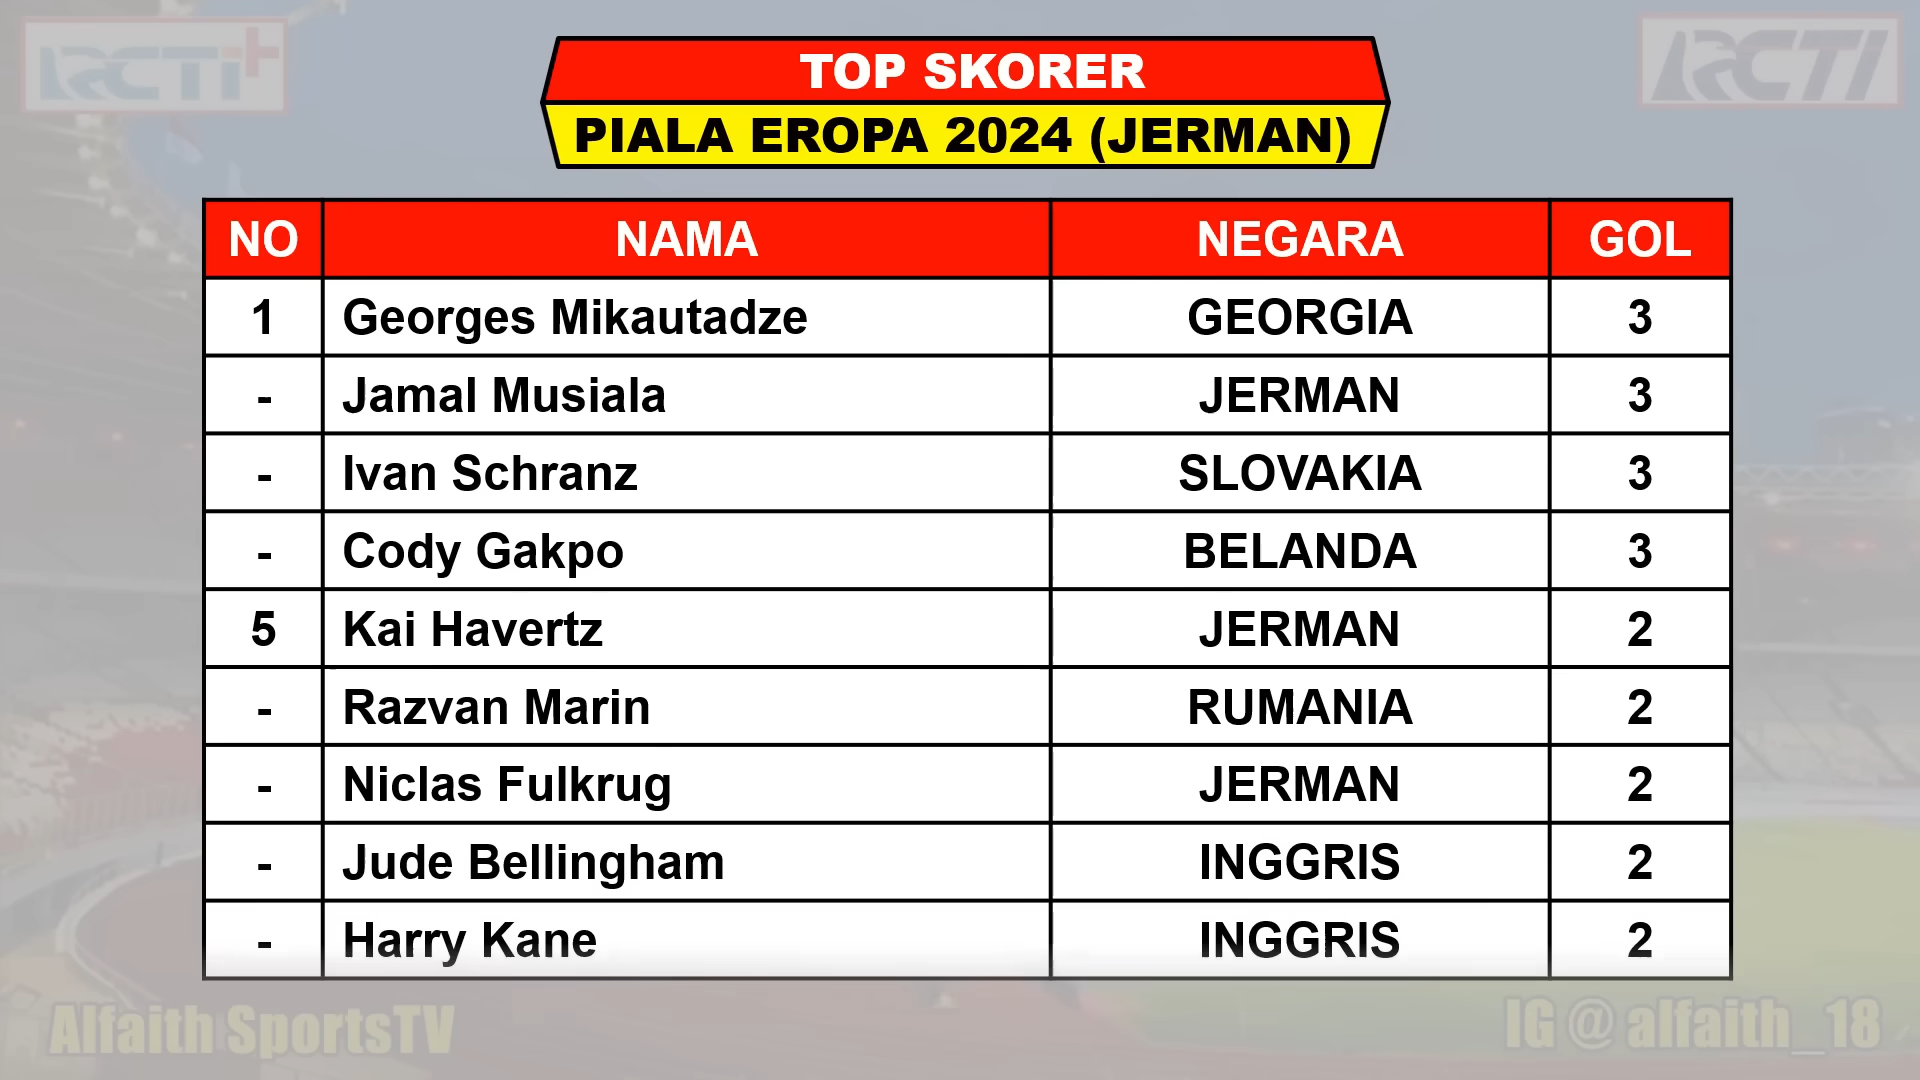 RCTI+
RCTI
TOP SKORER
PIALA EROPA 2024 (JERMAN)
NO NAMA NEGARA GOL
1 Georges Mikautadze GEORGIA 3
- Jamal Musiala JERMAN 3
- Ivan Schranz SLOVAKIA 3
- Cody Gakpo BELANDA 3
5 Kai Havertz JERMAN 2
- Razvan Marin RUMANIA 2
- Niclas Fulkrug JERMAN 2
- Jude Bellingham INGGRIS 2
- Harry Kane INGGRIS 2
Alfaith SportsTV
IG @ alfaith_18